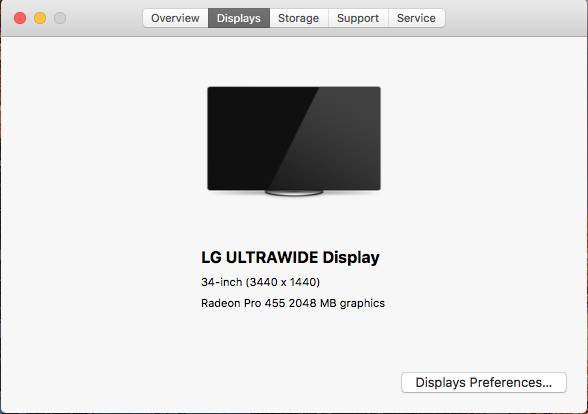 Overview Displays Storage Support Service
LG ULTRAWIDE Display
34-inch (3440 x 1440)
Radeon Pro 455 2048 MB graphics
Displays Preferences...